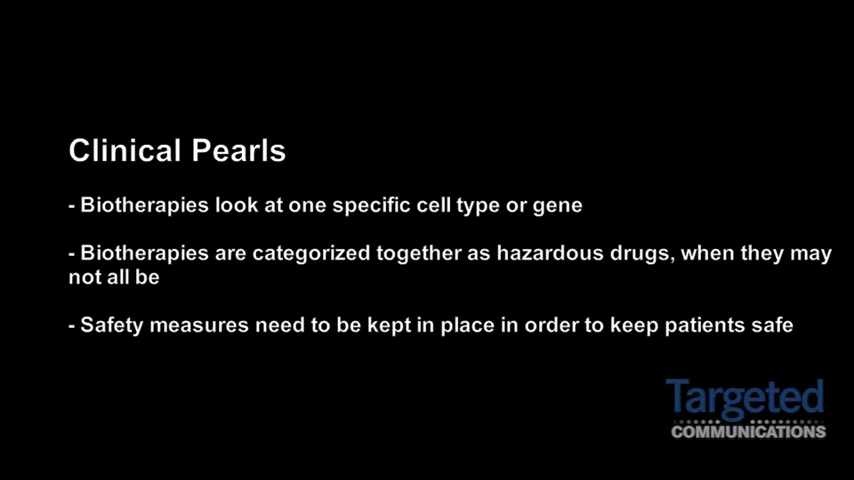 Clinical Pearls
- Biotherapies look at one specific cell type or gene
- Biotherapies are categorized together as hazardous drugs, when they may
not all be
- Safety measures need to be kept in place in order to keep patients safe
Targeted
COMMUNICATIONS